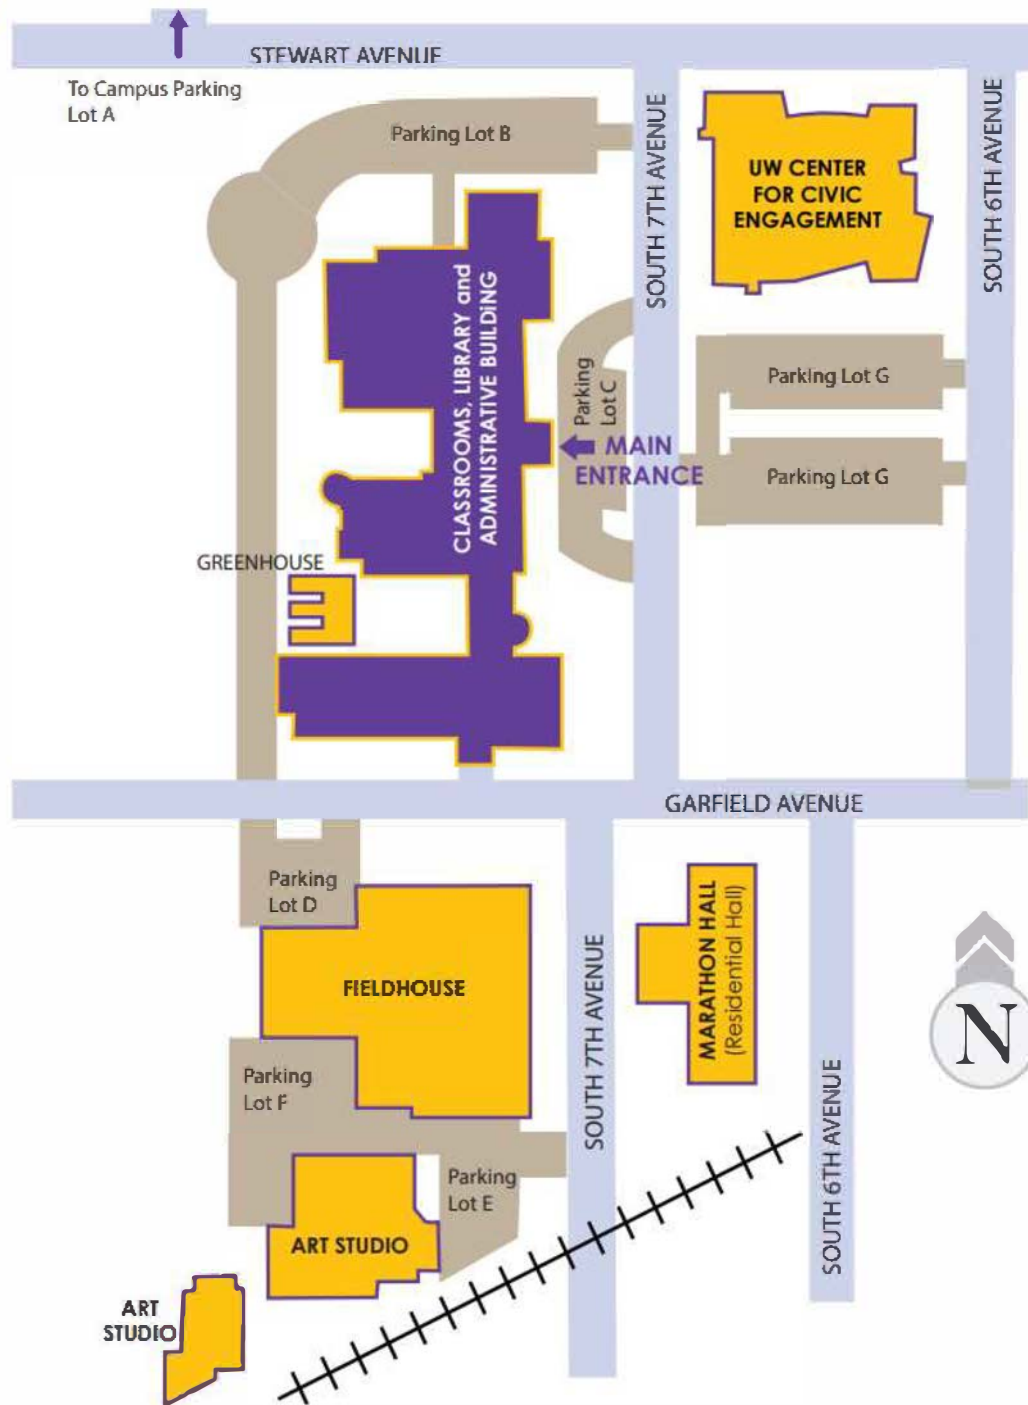 STEWART AVENUE
To Campus Parking
Lot A
Parking Lot B
SOUTH 7TH AVENUE
UW CENTER
FOR CIVIC
ENGAGEMENT
SOUTH 6TH AVENUE
CLASSROOMS, LIBRARY and
ADMINISTRATIVE BUILDING
Parking
Lot C
Parking Lot G
MAIN
ENTRANCE
Parking Lot G
GREENHOUSE
GARFIELD AVENUE
Parking
Lot D
FIELDHOUSE
MARATHON HALL
(Residential Hall)
N
Parking
Lot F
SOUTH 7TH AVENUE
SOUTH 6TH AVENUE
Parking
Lot E
ART STUDIO
ART
STUDIO